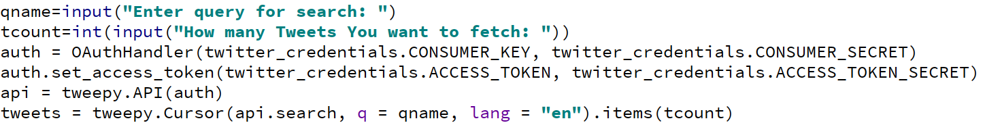 qname=input("Enter query for search: ")
tcount=int(input("How many Tweets You want to fetch: "))
auth = OAuthHandler(twitter_credentials.CONSUMER_KEY, twitter_credentials.CONSUMER_SECRET)
auth.set_access_token(twitter_credentials.ACCESS_TOKEN, twitter_credentials.ACCESS_TOKEN_SECRET)
api = tweepy.API(auth)
tweets = tweepy.Cursor(api.search, q = qname, lang = "en").items(tcount)